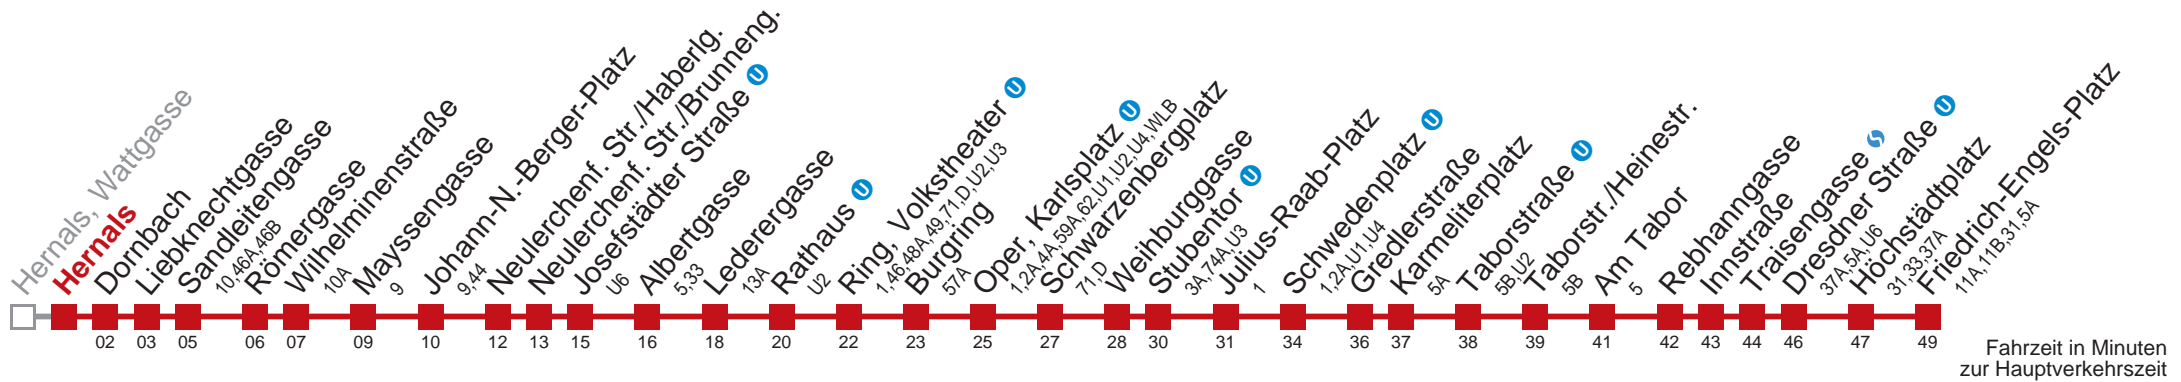 Hernals, Wattgasse
Hernals
Dornbach
02
Liebknechtgasse
03
Sandleitengasse
10,46A,46B
05
Römergasse
06
Wilhelminenstraße
10A
07
Mayssengasse
9
09
Johann-N.-Berger-Platz
9,44
10
Neulerchenf. Str./Haberlg.
12
Neulerchenf. Str./Brunneng.
13
Josefstädter Straße U
U6
15
Albertgasse
5,33
16
Lederergasse
13A
18
Rathaus U
U2
20
Ring, Volkstheater U
1,46,48A,49,71,D,U2,U3
22
Burgring
57A
23
Oper, Karlsplatz U
1,2A,4A,59A,62,U1,U2,U4,WLB
25
Schwarzenbergplatz
71,D
27
Weihburggasse
28
Stubentor U
3A,74A,U3
30
Julius-Raab-Platz
1
31
Schwedenplatz U
1,2A,U1,U4
34
Gredlerstraße
36
Karmeliterplatz
5A
37
Taborstraße U
5B,U2
38
Taborstr./Heinestr.
5B
39
Am Tabor
5
41
Rebhanngasse
42
Innstraße
43
Traisengasse
44
Dresdner Straße U
37A,5A,U6
46
Höchstädtplatz
31,33,37A
47
Friedrich-Engels-Platz
11A,11B,31,5A
49
Fahrzeit in Minuten
zur Hauptverkehrszeit